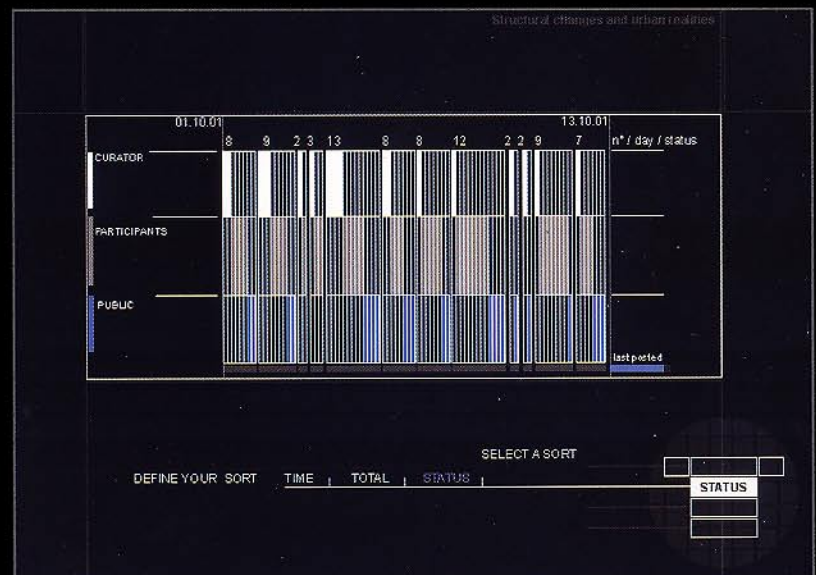 Structural changes and urban realities
01.10.01 13.10.01
8 9 2 3 13 8 8 12 2 2 9 7 n° / day / status
CURATOR
PARTICIPANTS
PUBLIC
last posted
SELECT A SORT
DEFINE YOUR SORT TIME TOTAL STATUS
STATUS